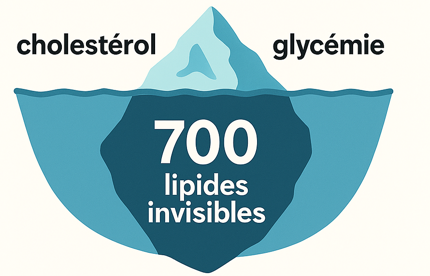 cholestérol
glycémie
700
lipides
invisibles